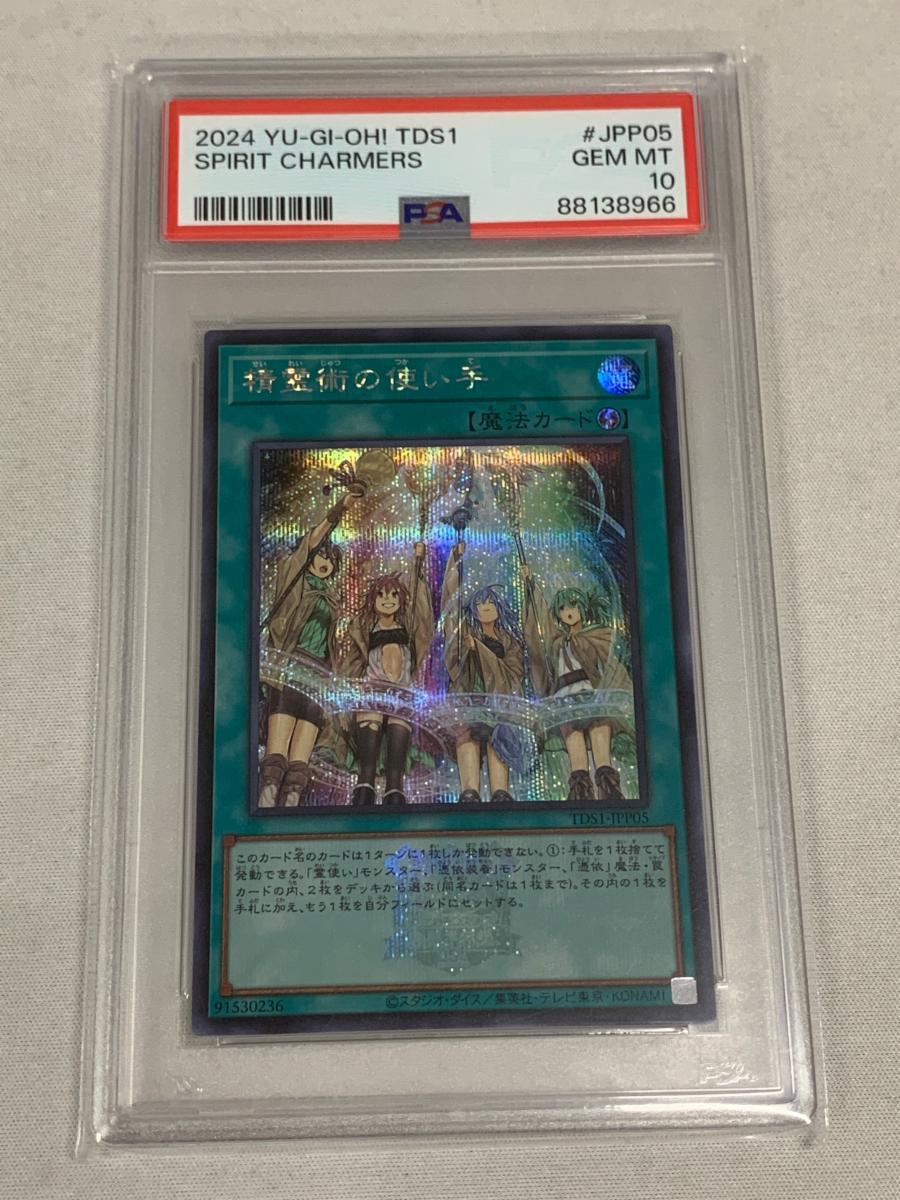 2024 YU-GI-OH! TDS1 #JPP05
SPIRIT CHARMERS GEM MT
10
PSA 88138966
精霊術の使い手
【魔法カード】
TDS1-JPP05
このカード名のカードは1ターンに1枚しか発動できない。①:手札を1枚捨てて
発動できる。「霊使い」モンスター、「憑依装着」モンスター、「憑依」魔法・罠
カードの内、2枚をデッキから選ぶ(同名カードは1枚まで)。その内の1枚を
手札に加え、もう1枚を自分フィールドにセットする。
91530236 ©スタジオ・ダイス/集英社・テレビ東京・KONAMI
PSA